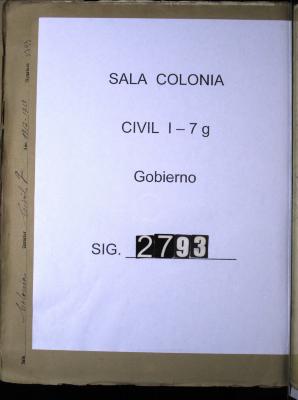 SALA COLONIA
CIVIL I – 7 g
Gobierno
SIG. 2793